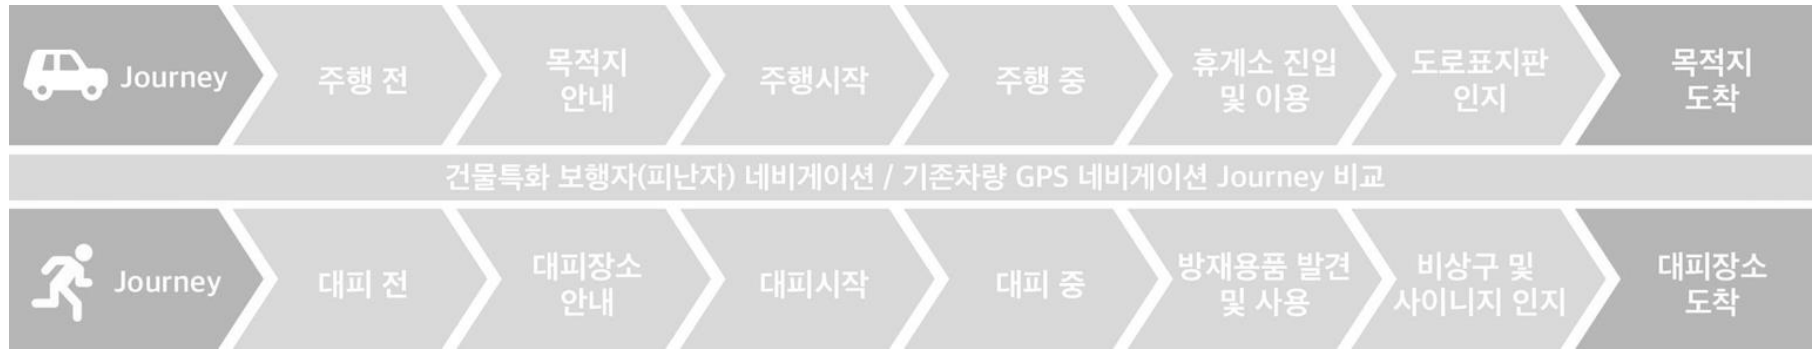 Journey
주행 전
목적지
안내
주행시작
주행 중
휴게소 진입
및 이용
도로표지판
인지
목적지
도착
건물특화 보행자(피난자) 네비게이션 / 기존차량 GPS 네비게이션 Journey 비교
Journey
대피 전
대피장소
안내
대피시작
대피 중
방재용품 발견
및 사용
비상구 및
사이니지 인지
대피장소
도착